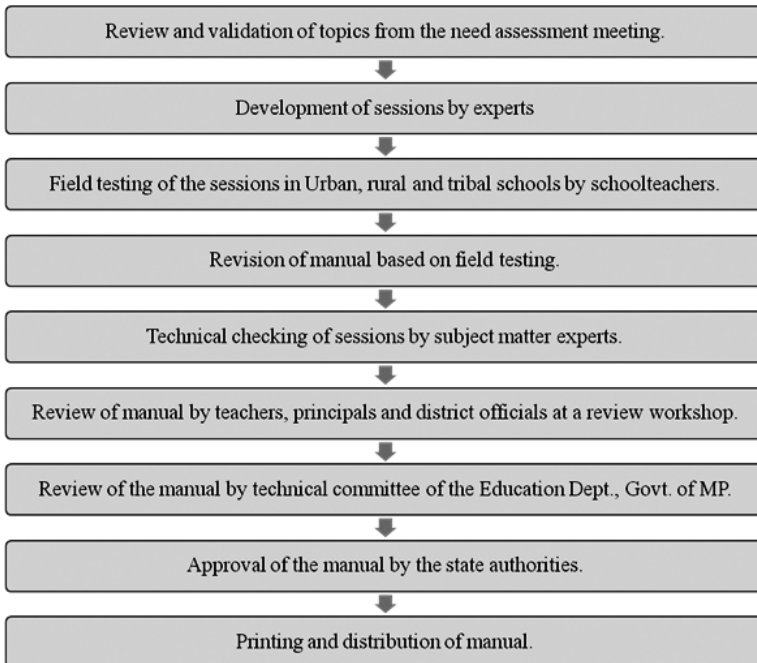 Review and validation of topics from the need assessment meeting.
Development of sessions by experts
Field testing of the sessions in Urban, rural and tribal schools by schoolteachers.
Revision of manual based on field testing.
Technical checking of sessions by subject matter experts.
Review of manual by teachers, principals and district officials at a review workshop.
Review of the manual by technical committee of the Education Dept., Govt. of MP.
Approval of the manual by the state authorities.
Printing and distribution of manual.